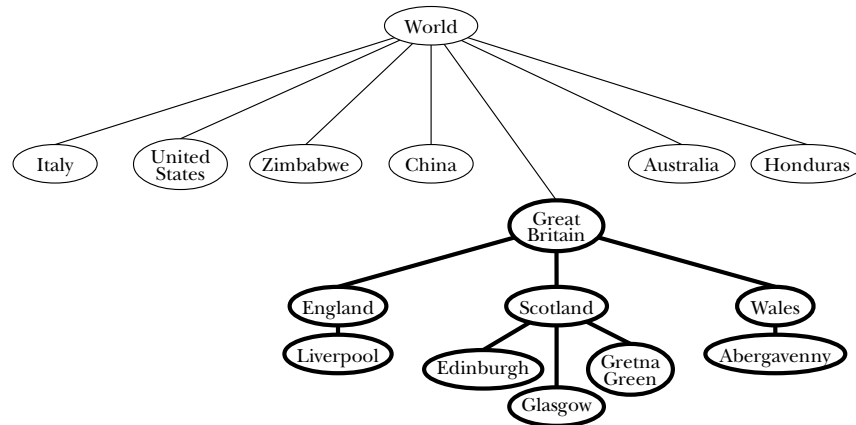 World
Italy
United
States
Zimbabwe
China
Australia
Honduras
Great
Britain
England
Scotland
Wales
Liverpool
Edinburgh
Gretna
Green
Abergavenny
Glasgow